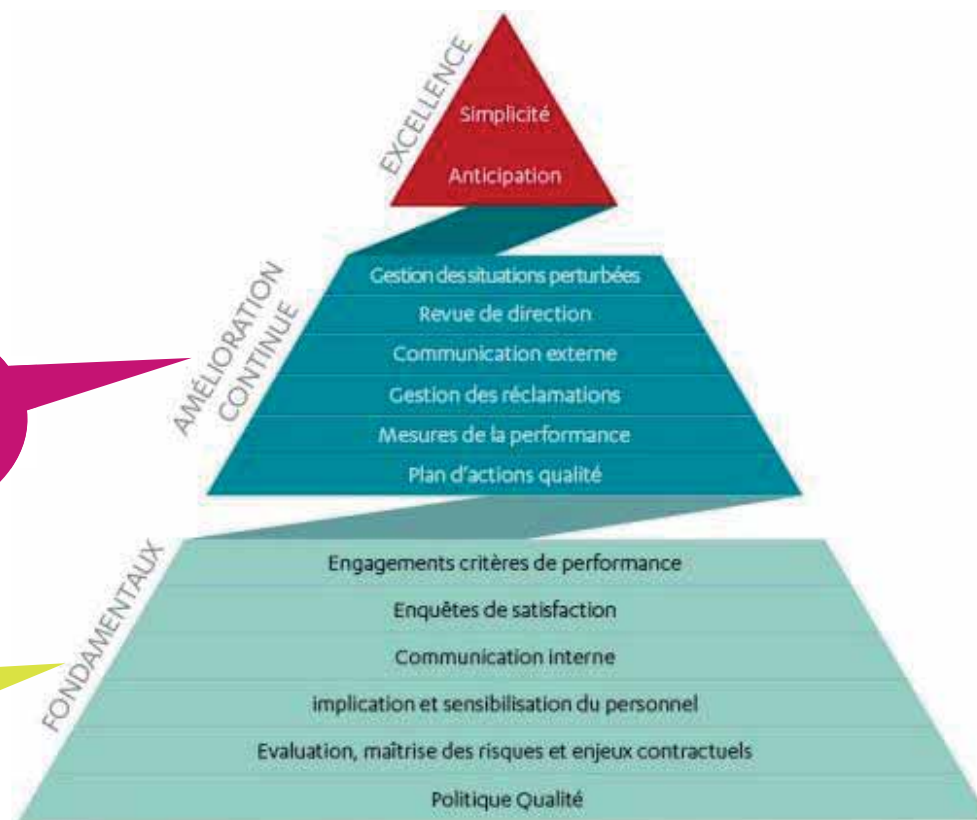 EXCELLENCE
Simplicité
Anticipation
AMÉLIORATION
CONTINUE
Gestion des situations perturbées
Revue de direction
Communication externe
Gestion des réclamations
Mesures de la performance
Plan d'actions qualité
FONDAMENTAUX
Engagements critères de performance
Enquêtes de satisfaction
Communication interne
implication et sensibilisation du personnel
Evaluation, maîtrise des risques et enjeux contractuels
Politique Qualité